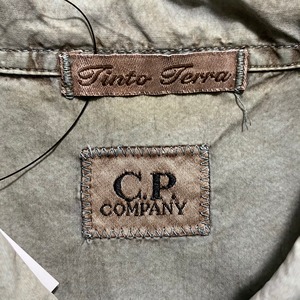 Tinto Terra
C.P.
COMPANY